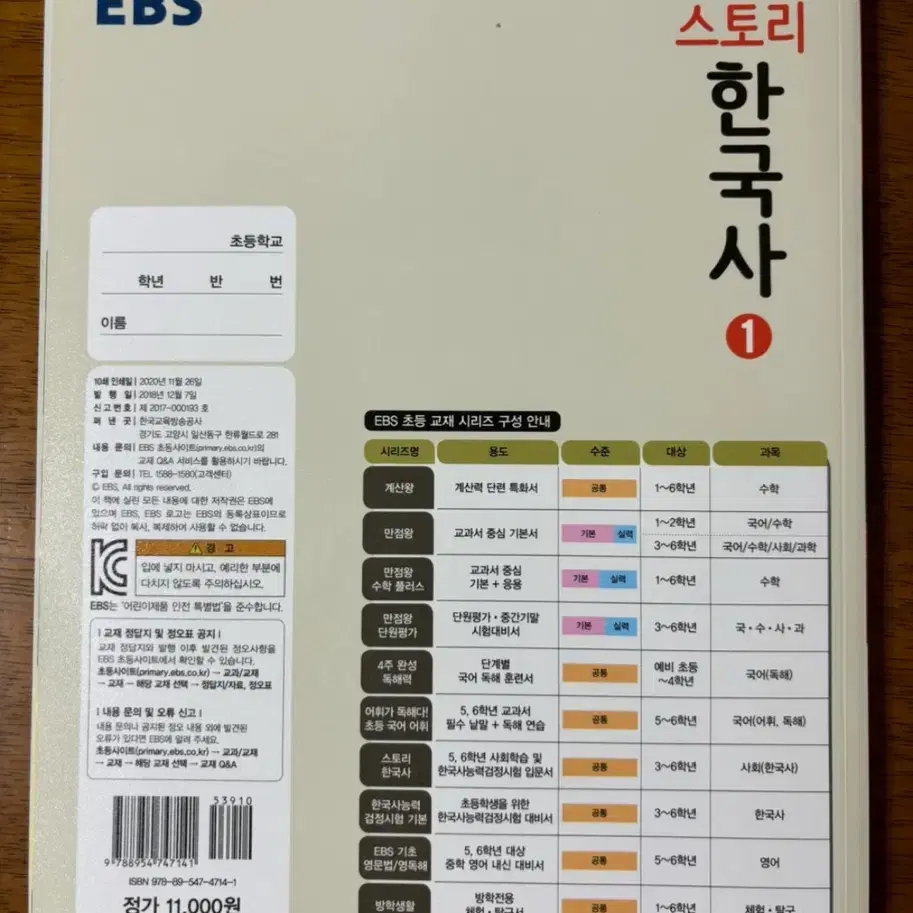 EBS
스토리
한국사
1
초등학교
학년 반 번
이름
10쇄 인쇄일 | 2020년 11월 26일
발 행 일 | 2018년 12월 7일
신고번호 | 제 2017-000193 호
펴 낸 곳 | 한국교육방송공사
경기도 고양시 일산동구 한류월드로 281
내용 문의 | EBS 초등사이트(primary.ebs.co.kr)의
교재 Q&A 서비스를 활용하시기 바랍니다.
구입 문의 | TEL 1588-1580(고객센터)
ⓒ EBS, All rights reserved.
이 책에 실린 모든 내용에 대한 저작권은 EBS에
있으며 EBS, EBS 로고는 EBS의 등록상표이므로
허락 없이 복사, 복제하여 사용할 수 없습니다.
KC
경 고
입에 넣지 마시고, 예리한 부분에
다치지 않도록 주의하십시오.
EBS는 '어린이제품 안전 특별법'을 준수합니다.
| 교재 정답지 및 정오표 공지 |
교재 정답지와 발행 이후 발견된 정오사항을
EBS 초등사이트에서 확인할 수 있습니다.
초등사이트(primary.ebs.co.kr) → 교과/교재
→ 교재 → 해당 교재 선택 → 정답지/자료, 정오표
| 내용 문의 및 오류 신고 |
내용 문의나 공지된 정오 내용 외에 발견된
오류가 있다면 EBS에 알려 주세요.
초등사이트(primary.ebs.co.kr) → 교과/교재
→ 교재 → 해당 교재 선택 → 교재 Q&A
53910
9 788954 747141
ISBN 978-89-547-4714-1
정가 11,000원
EBS 초등 교재 시리즈 구성 안내
시리즈명 용도 수준 대상 과목
계산왕 계산력 단련 특화서 공통 1~6학년 수학
만점왕 교과서 중심 기본서 기본 실력 1~2학년 국어/수학
3~6학년 국어/수학/사회/과학
만점왕 수학 플러스 교과서 중심 기본 + 응용 기본 실력 1~6학년 수학
만점왕 단원평가 단원평가·중간기말 시험대비서 기본 실력 3~6학년 국·수·사·과
4주 완성 독해력 단계별 국어 독해 훈련서 공통 예비 초등 ~4학년 국어(독해)
어휘가 독해다! 초등 국어 어휘 5, 6학년 교과서 필수 낱말 + 독해 연습 공통 5~6학년 국어(어휘, 독해)
스토리 한국사 5, 6학년 사회학습 및 한국사능력검정시험 입문서 공통 3~6학년 사회(한국사)
한국사능력 검정시험 기본 초등학생을 위한 한국사능력검정시험 대비서 공통 3~6학년 한국사
EBS 기초 영문법/영독해 5, 6학년 대상 중학 영어 내신 대비서 공통 5~6학년 영어
방학생활 방학전용 체험·탐구서 공통 1~6학년 체험·탐구